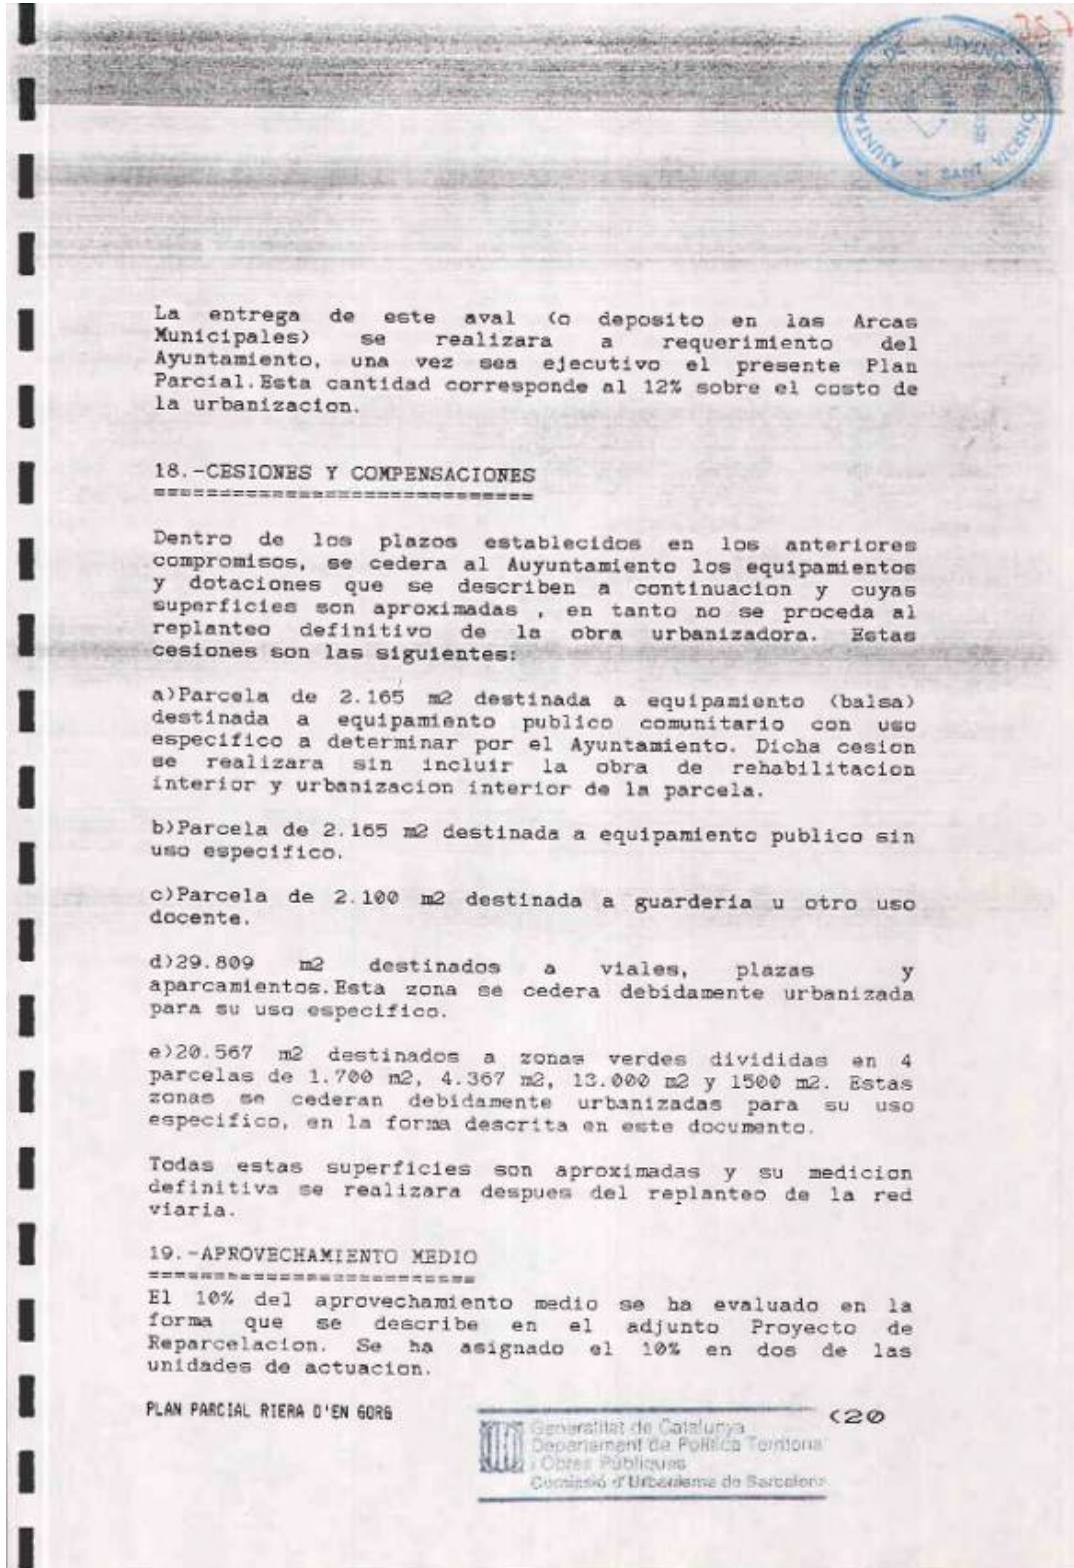 337
AJUNTAMENT DE
SANT VICENÇ
La entrega de este aval (o deposito en las Arcas
Municipales) se realizara a requerimiento del
Ayuntamiento, una vez sea ejecutivo el presente Plan
Parcial.Esta cantidad corresponde al 12% sobre el costo de
la urbanizacion.
18.-CESIONES Y COMPENSACIONES
==============================
Dentro de los plazos establecidos en los anteriores
compromisos, se cedera al Auyuntamiento los equipamientos
y dotaciones que se describen a continuacion y cuyas
superficies son aproximadas , en tanto no se proceda al
replanteo definitivo de la obra urbanizadora. Estas
cesiones son las siguientes:
a)Parcela de 2.165 m2 destinada a equipamiento (balsa)
destinada a equipamiento publico comunitario con uso
especifico a determinar por el Ayuntamiento. Dicha cesion
se realizara sin incluir la obra de rehabilitacion
interior y urbanizacion interior de la parcela.
b)Parcela de 2.165 m2 destinada a equipamiento publico sin
uso especifico.
c)Parcela de 2.100 m2 destinada a guarderia u otro uso
docente.
d)29.809 m2 destinados a viales, plazas y
aparcamientos.Esta zona se cedera debidamente urbanizada
para su uso especifico.
e)20.567 m2 destinados a zonas verdes divididas en 4
parcelas de 1.700 m2, 4.367 m2, 13.000 m2 y 1500 m2. Estas
zonas se cederan debidamente urbanizadas para su uso
especifico, en la forma descrita en este documento.
Todas estas superficies son aproximadas y su medicion
definitiva se realizara despues del replanteo de la red
viaria.
19.-APROVECHAMIENTO MEDIO
=========================
El 10% del aprovechamiento medio se ha evaluado en la
forma que se describe en el adjunto Proyecto de
Reparcelacion. Se ha asignado el 10% en dos de las
unidades de actuacion.
PLAN PARCIAL RIERA D'EN GORG
(20
Generalitat de Catalunya
Departament de Política Territorial
i Obres Públiques
Comissió d'Urbanisme de Barcelona